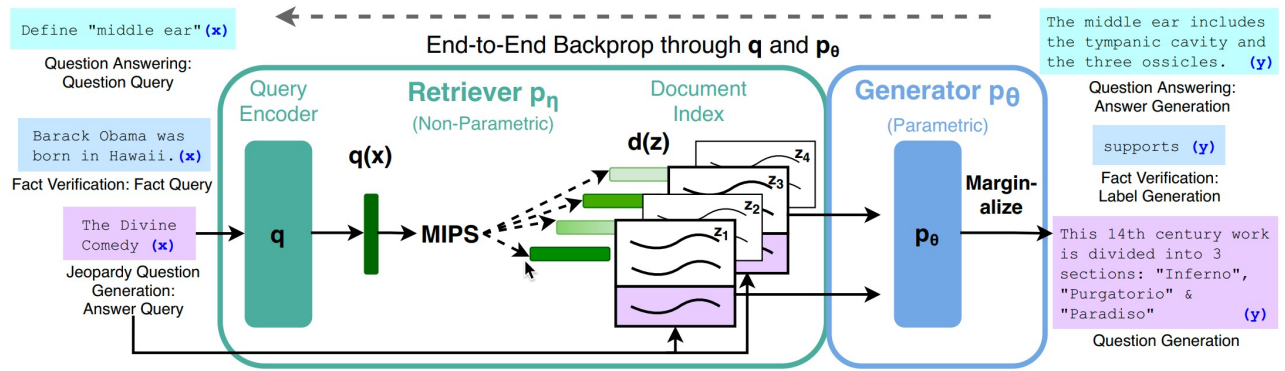 Define "middle ear"(x)
Question Answering:
Question Query
Barack Obama was
born in Hawaii.(x)
Fact Verification: Fact Query
The Divine
Comedy (x)
Jeopardy Question
Generation:
Answer Query
End-to-End Backprop through q and pθ
Query
Encoder
q
q(x)
Retriever pη
(Non-Parametric)
MIPS
Document
Index
d(z)
z4
z3
z2
z1
Generator pθ
(Parametric)
pθ
Margin-
alize
The middle ear includes
the tympanic cavity and
the three ossicles. (y)
Question Answering:
Answer Generation
supports (y)
Fact Verification:
Label Generation
This 14th century work
is divided into 3
sections: "Inferno",
"Purgatorio" &
"Paradiso" (y)
Question Generation